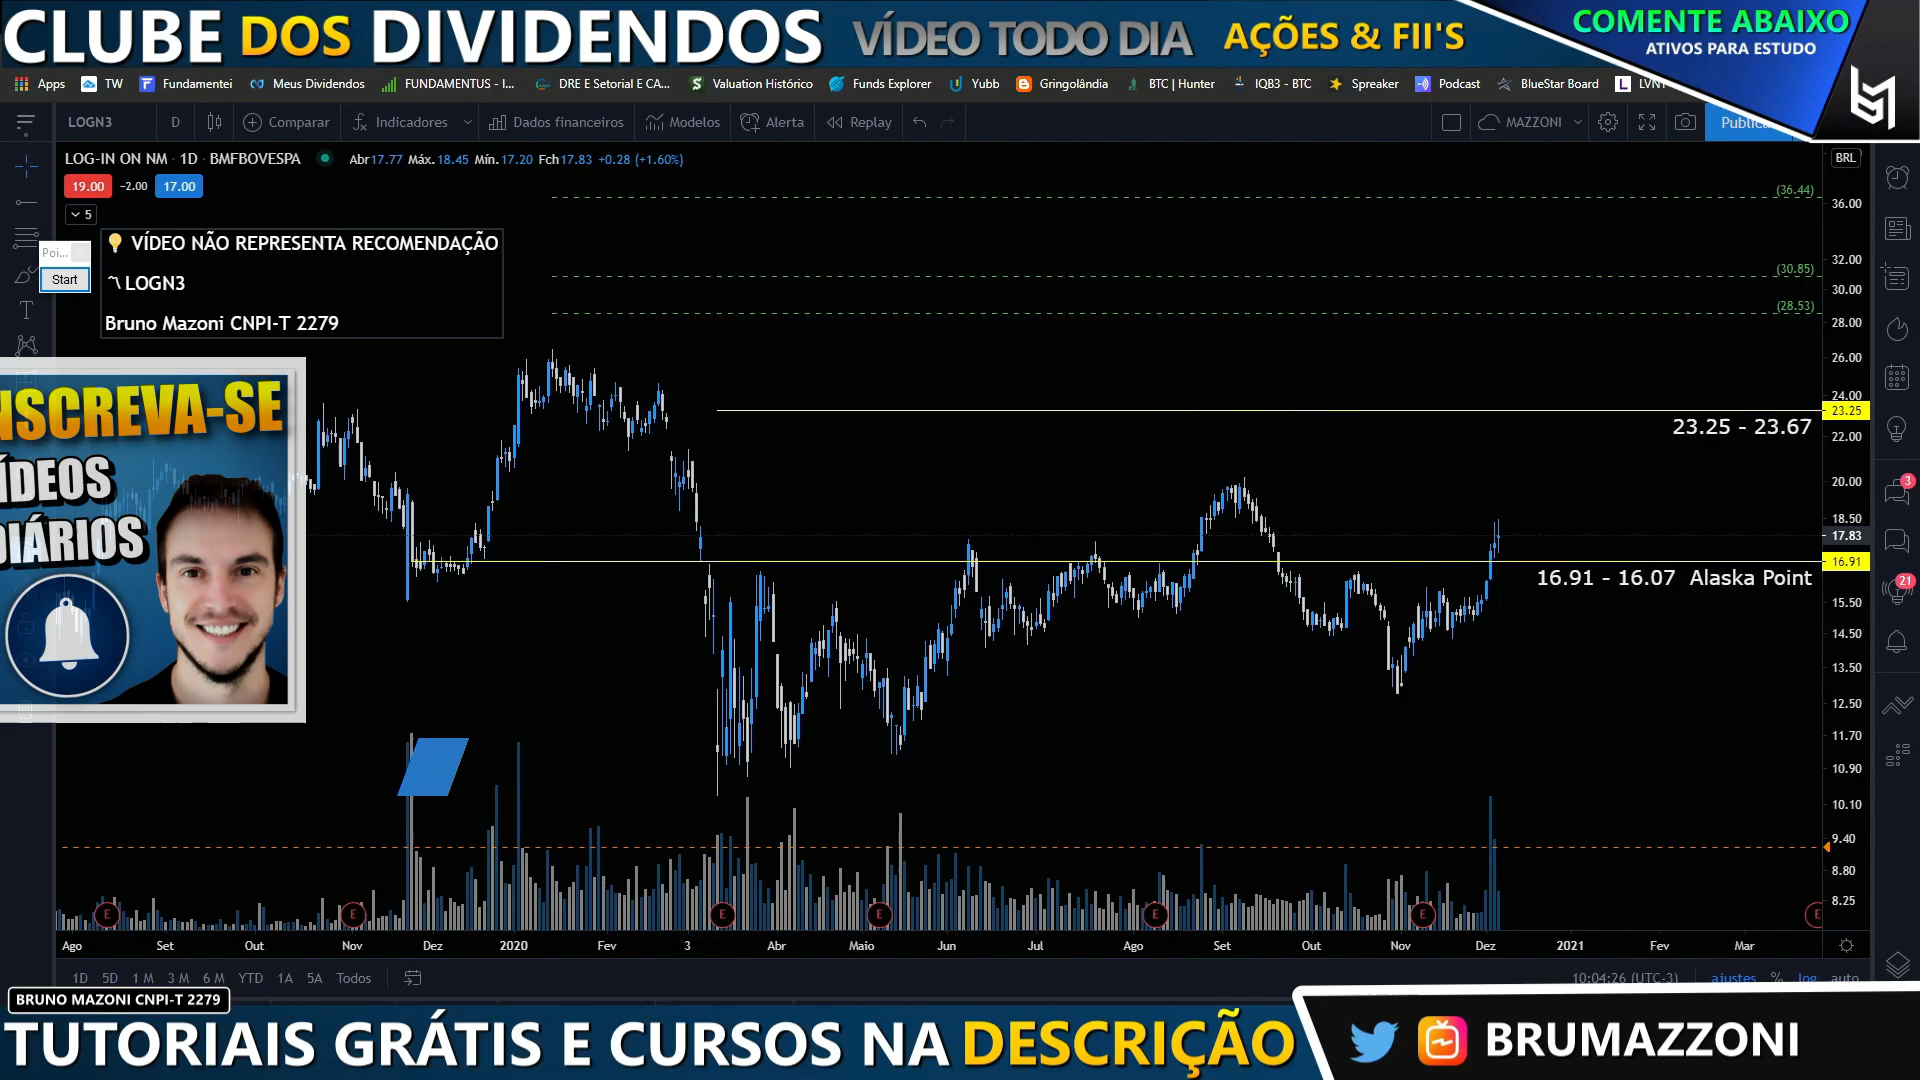 CLUBE DOS DIVIDENDOS VÍDEO TODO DIA AÇÕES & FII'S
COMENTE ABAIXO
ATIVOS PARA ESTUDO
Apps TW Fundamentei Meus Dividendos FUNDAMENTUS - I... DRE E Setorial E CA... Valuation Histórico Funds Explorer Yubb Gringolândia BTC | Hunter IQB3 - BTC Spreaker Podcast BlueStar Board
LOGN3 D Comparar Indicadores Dados financeiros Modelos Alerta Replay MAZZONI
LOG-IN ON NM · 1D · BMFBOVESPA Abr17.77 Máx.18.45 Mín.17.20 Fch17.83 +0.28 (+1.60%)
BRL
19.00 −2.00 17.00
5
(36.44)
36.00
VÍDEO NÃO REPRESENTA RECOMENDAÇÃO
LOGN3
Bruno Mazoni CNPI-T 2279
Poi...
Start
32.00
(30.85)
30.00
(28.53)
28.00
26.00
24.00
23.25
23.25 - 23.67
22.00
20.00
18.50
17.83
16.91
16.91 - 16.07 Alaska Point
15.50
14.50
13.50
12.50
11.70
10.90
10.10
9.40
8.80
8.25
3
21
NSCREVA-SE
ÍDEOS
DIÁRIOS
E E E E E E E
Ago Set Out Nov Dez 2020 Fev 3 Abr Maio Jun Jul Ago Set Out Nov Dez 2021 Fev Mar
1D 5D 1 M 3 M 6 M YTD 1A 5A Todos
10:04:26 (UTC-3) ajustes % log auto
BRUNO MAZONI CNPI-T 2279
TUTORIAIS GRÁTIS E CURSOS NA DESCRIÇÃO
BRUMAZZONI